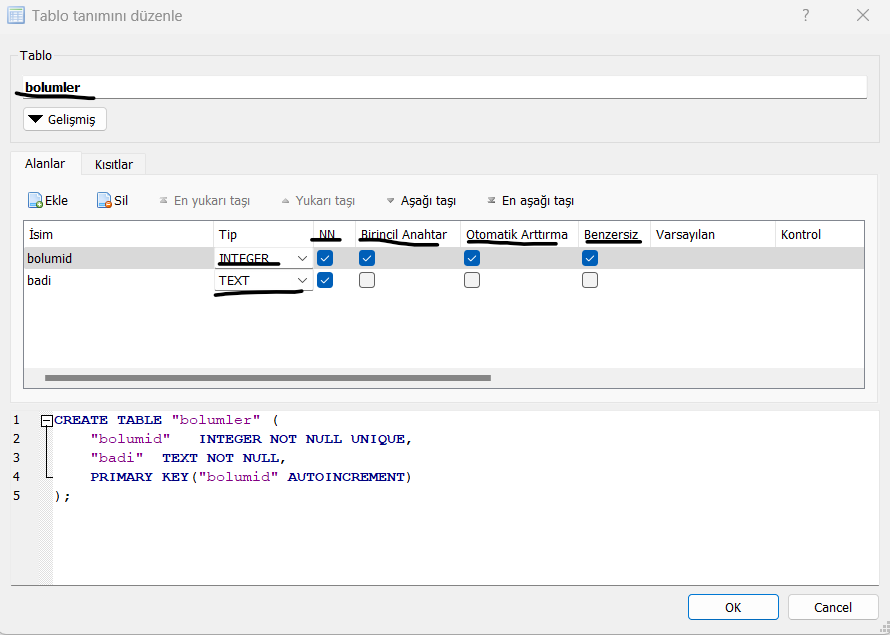 Tablo tanımını düzenle ?
Tablo
bolumler
Gelişmiş
Alanlar Kısıtlar
Ekle Sil En yukarı taşı Yukarı taşı Aşağı taşı En aşağı taşı
İsim Tip NN Birincil Anahtar Otomatik Arttırma Benzersiz Varsayılan Kontrol
bolumid INTEGER
badi TEXT
1 CREATE TABLE "bolumler" (
2 "bolumid" INTEGER NOT NULL UNIQUE,
3 "badi" TEXT NOT NULL,
4 PRIMARY KEY("bolumid" AUTOINCREMENT)
5 );
OK Cancel